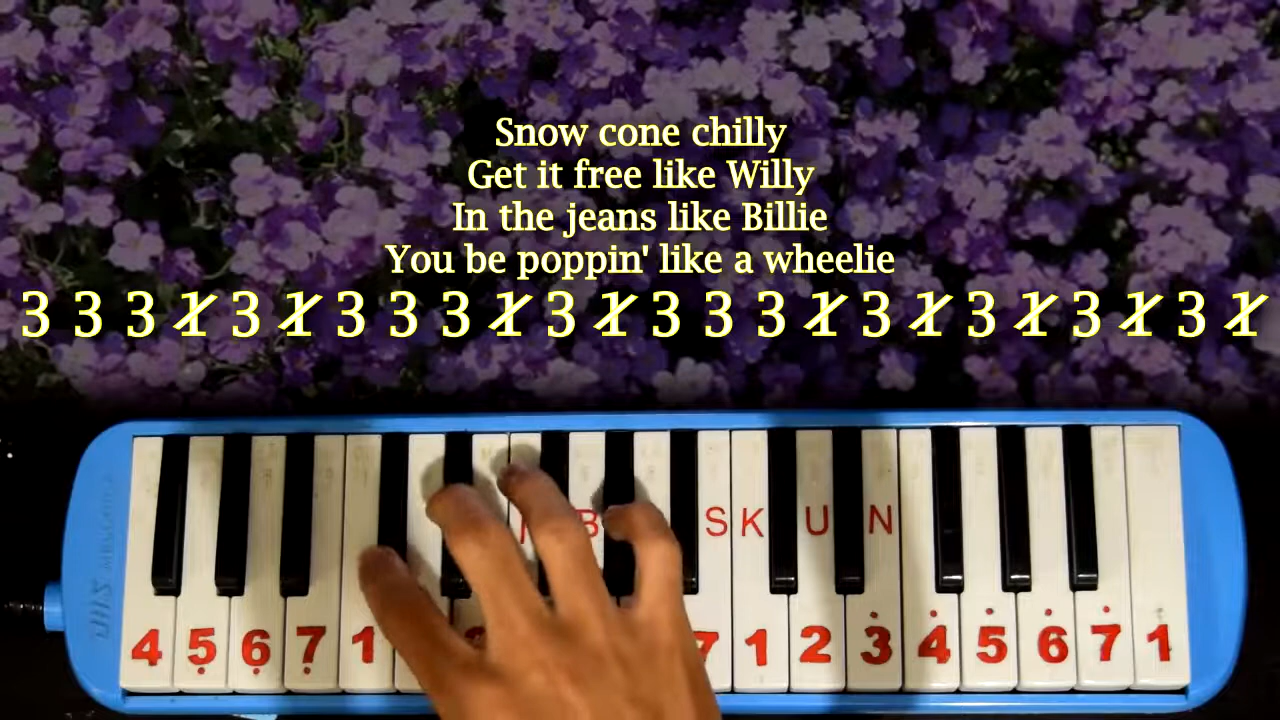 Snow cone chilly
Get it free like Willy
In the jeans like Billie
You be poppin' like a wheelie
3 3 3 1̸ 3 1̸ 3 3 3 1̸ 3 1̸ 3 3 3 1̸ 3 1̸ 3 1̸ 3 1̸ 3 1̸
B S K U N
4 5 6 7 1 7 1 2 3 4 5 6 7 1